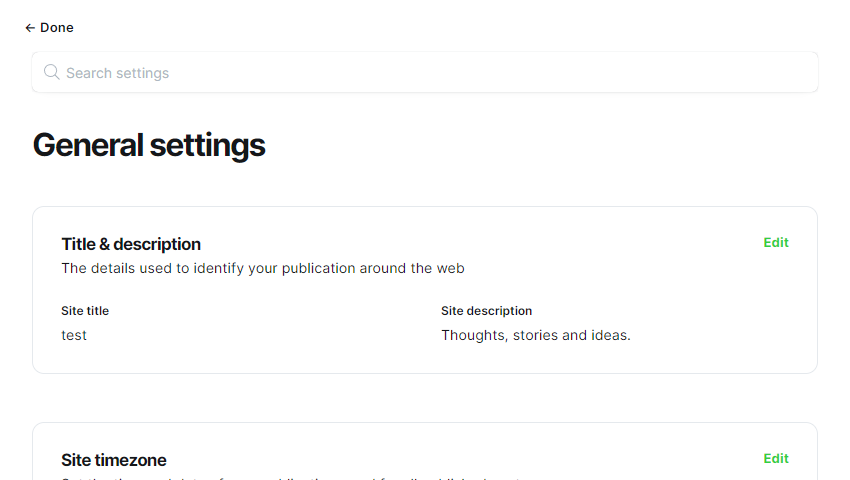 ← Done
Search settings
General settings
Title & description
Edit
The details used to identify your publication around the web
Site title
Site description
test
Thoughts, stories and ideas.
Site timezone
Edit